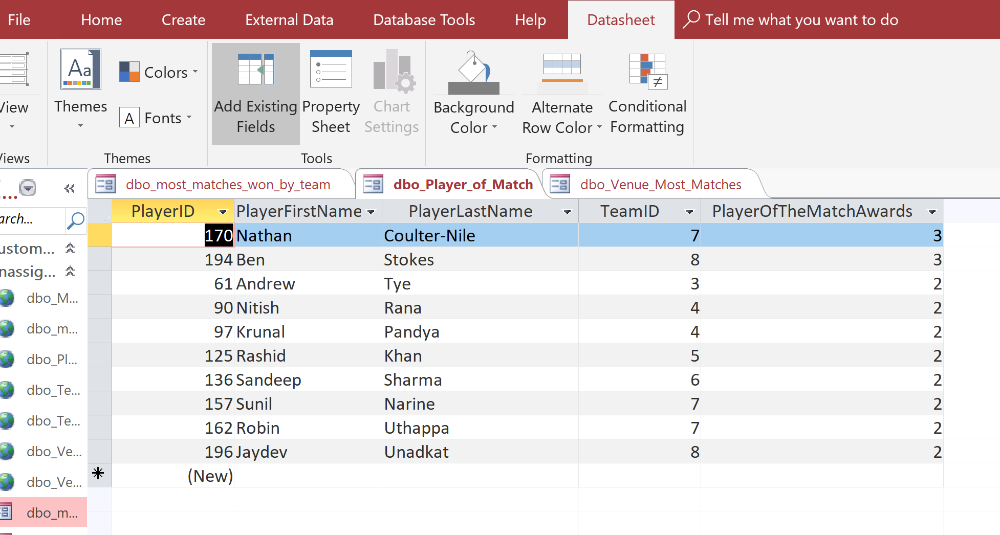 File Home Create External Data Database Tools Help Datasheet Tell me what you want to do
Aa Colors
A Fonts
View Themes Add Existing Fields Property Sheet Chart Settings Background Color Alternate Row Color Conditional Formatting
≠
Views Themes Tools Formatting
... « dbo_most_matches_won_by_team dbo_Player_of_Match dbo_Venue_Most_Matches
arch...
ustom...
nassig...
dbo_M...
dbo_m...
dbo_Pl...
dbo_Te...
dbo_Te...
dbo_Ve...
dbo_Ve...
dbo_m...
PlayerID PlayerFirstName PlayerLastName TeamID PlayerOfTheMatchAwards
170 Nathan Coulter-Nile 7 3
194 Ben Stokes 8 3
61 Andrew Tye 3 2
90 Nitish Rana 4 2
97 Krunal Pandya 4 2
125 Rashid Khan 5 2
136 Sandeep Sharma 6 2
157 Sunil Narine 7 2
162 Robin Uthappa 7 2
196 Jaydev Unadkat 8 2
* (New)